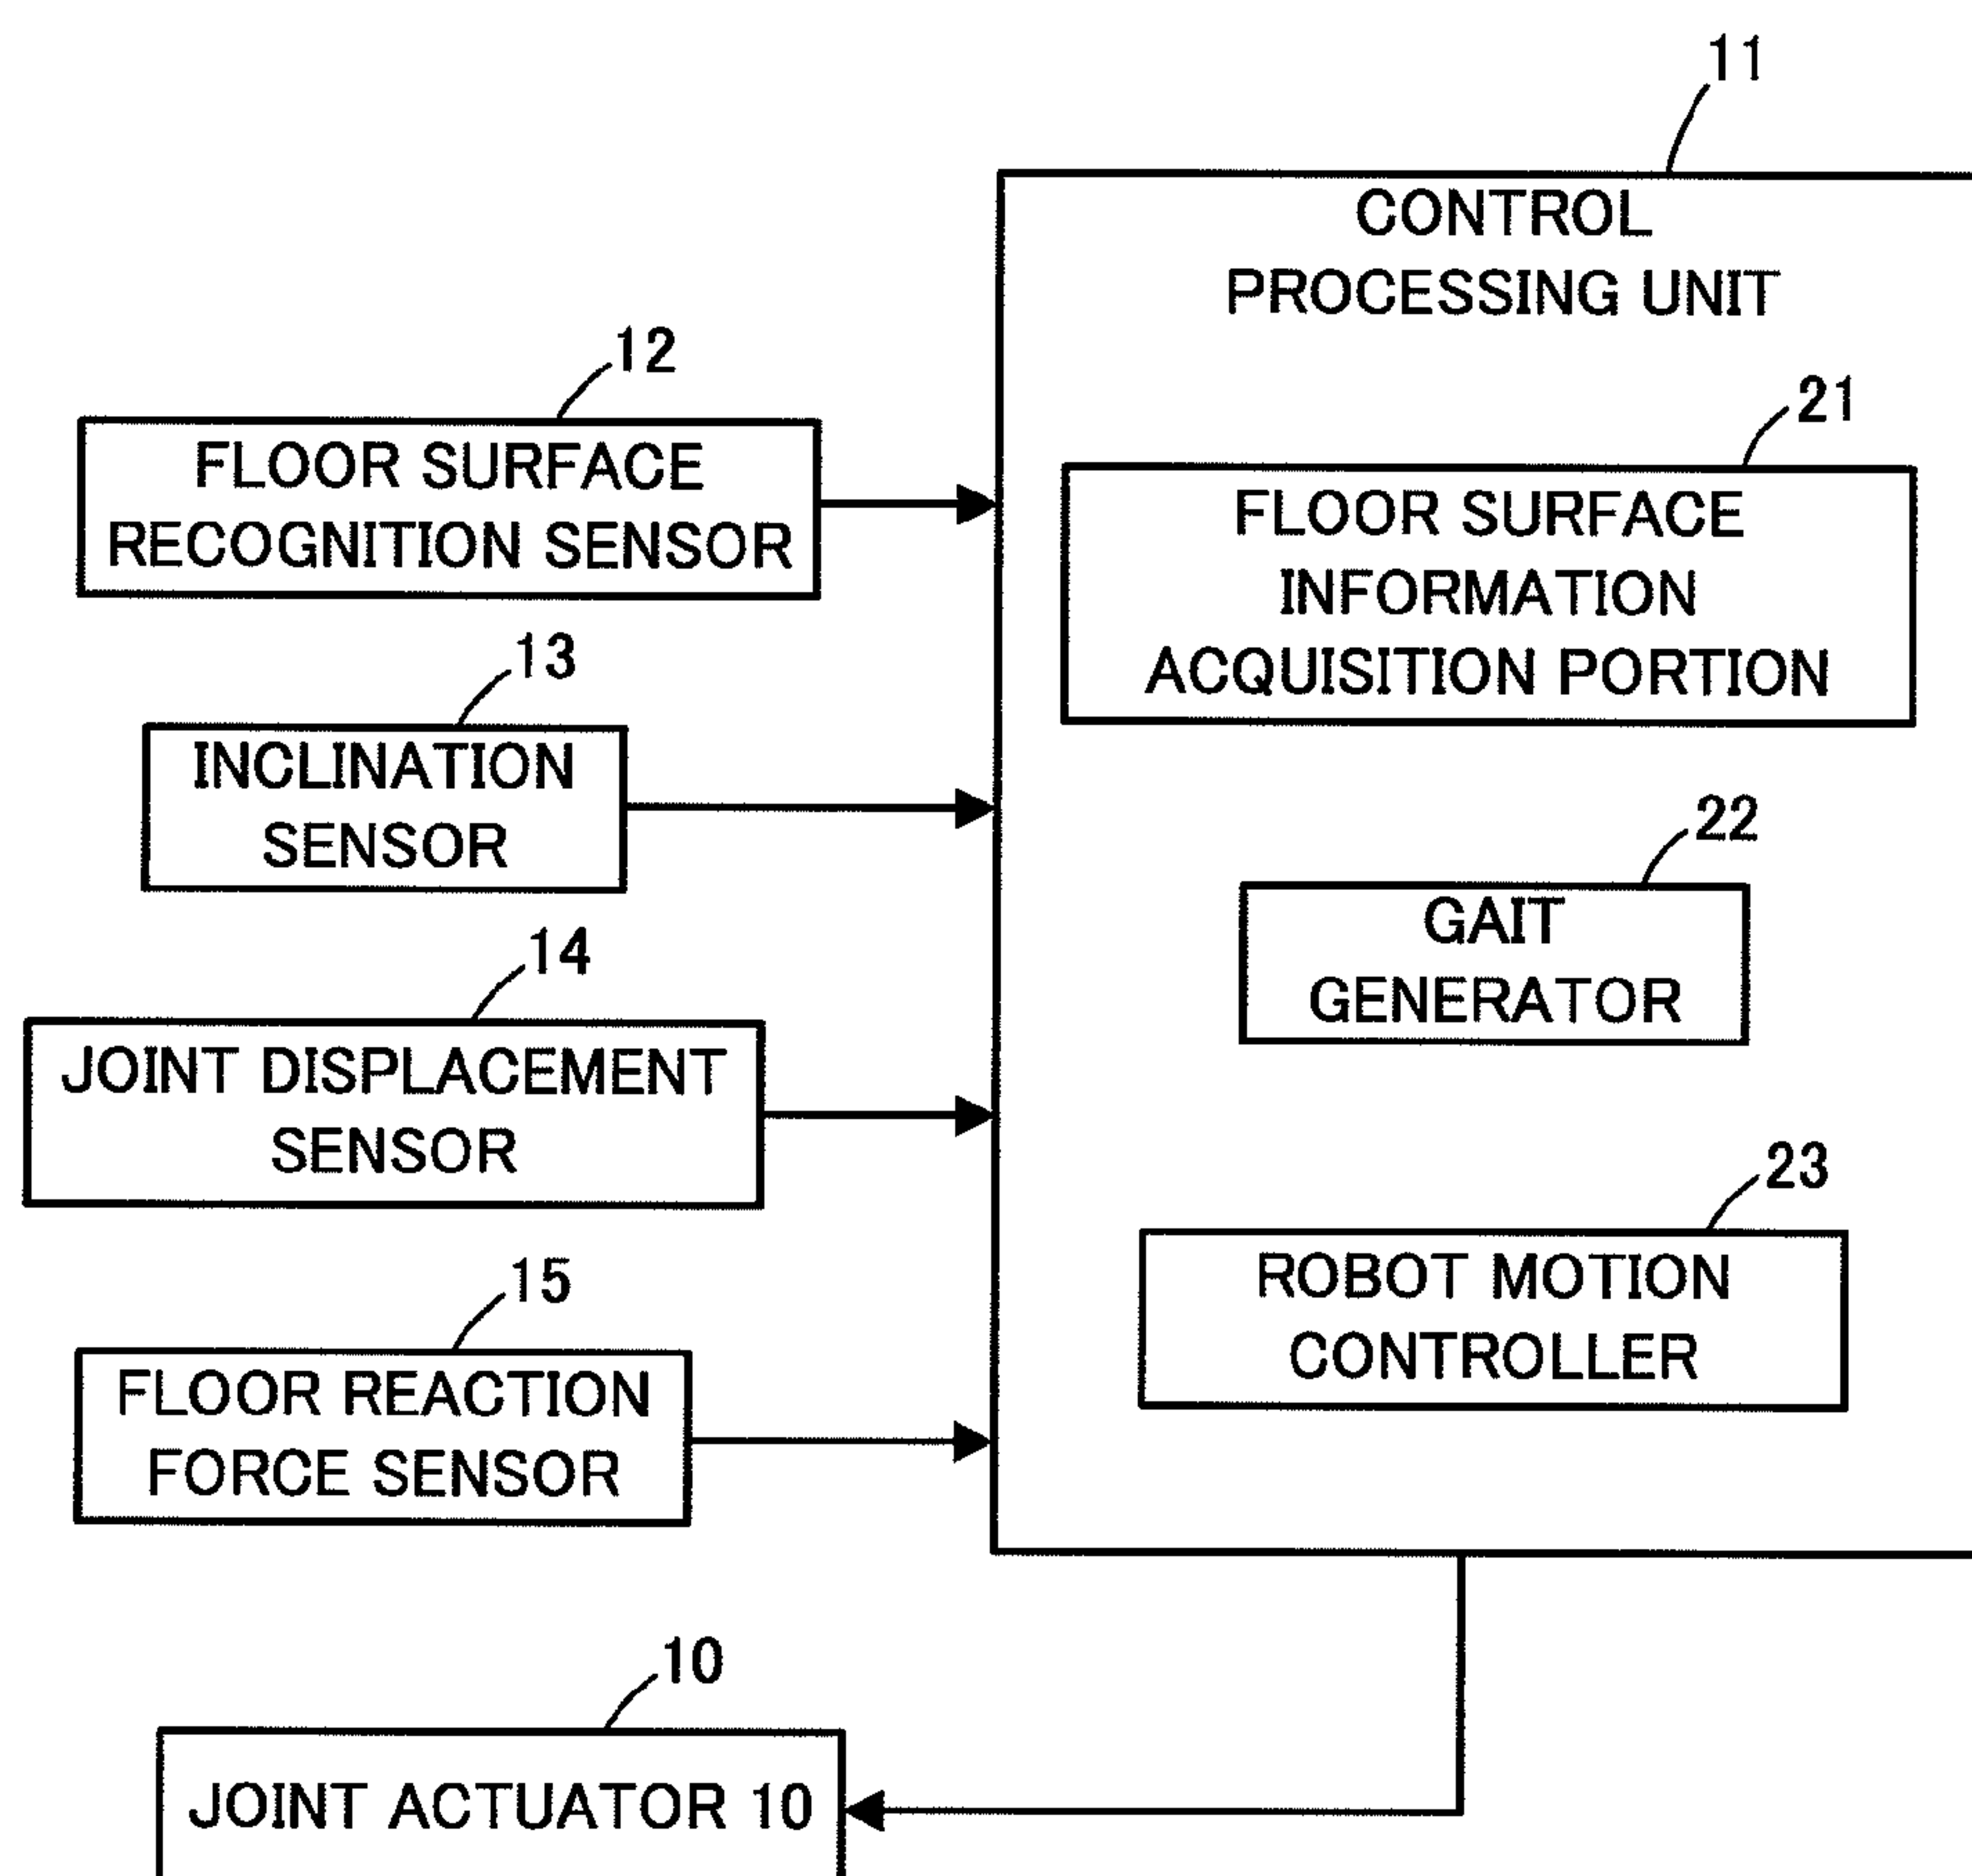 11
CONTROL
PROCESSING UNIT
12
FLOOR SURFACE
RECOGNITION SENSOR
21
FLOOR SURFACE
INFORMATION
ACQUISITION PORTION
13
INCLINATION
SENSOR
22
GAIT
GENERATOR
14
JOINT DISPLACEMENT
SENSOR
23
ROBOT MOTION
CONTROLLER
15
FLOOR REACTION
FORCE SENSOR
10
JOINT ACTUATOR 10